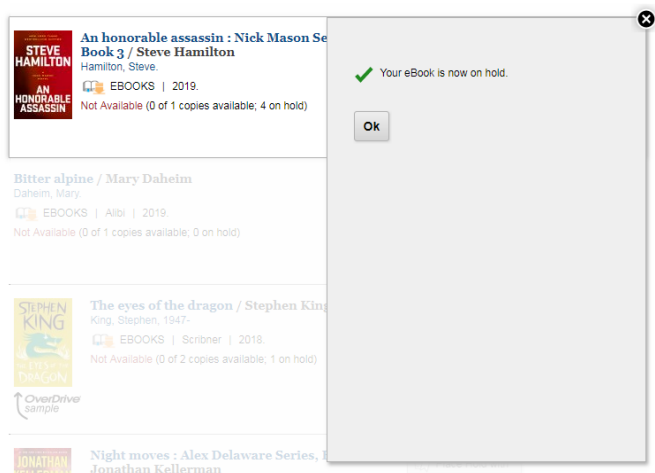 STEVE
HAMILTON
AN
HONORABLE
ASSASSIN
An honorable assassin : Nick Mason Se
Book 3 / Steve Hamilton
Hamilton, Steve.
EBOOKS | 2019.
Not Available (0 of 1 copies available; 4 on hold)
Your eBook is now on hold.
Ok
Bitter alpine / Mary Daheim
Daheim, Mary.
EBOOKS | Alibi | 2019.
Not Available (0 of 1 copies available; 0 on hold)
STEPHEN
KING
THE EYES OF THE
DRAGON
The eyes of the dragon / Stephen King
King, Stephen, 1947-
EBOOKS | Scribner | 2018.
Not Available (0 of 2 copies available; 1 on hold)
OverDrive
sample
JONATHAN
Night moves : Alex Delaware Series,
Jonathan Kellerman